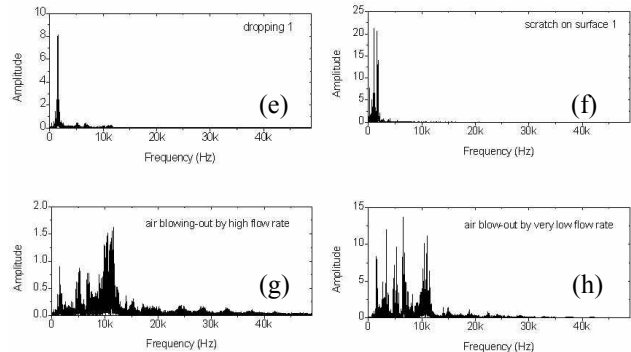 dropping 1
10
8
6
4
2
0
Amplitude
(e)
0 10k 20k 30k 40k
Frequency (Hz)
scratch on surface 1
25
20
15
10
5
0
Amplitude
(f)
0 10k 20k 30k 40k
Frequency (Hz)
air blowing-out by high flow rate
2.0
1.5
1.0
0.5
0.0
Amplitude
(g)
0 10k 20k 30k 40k
Frequency (Hz)
air blow-out by very low flow rate
15
10
5
0
Amplitude
(h)
0 10k 20k 30k 40k
Frequency (Hz)